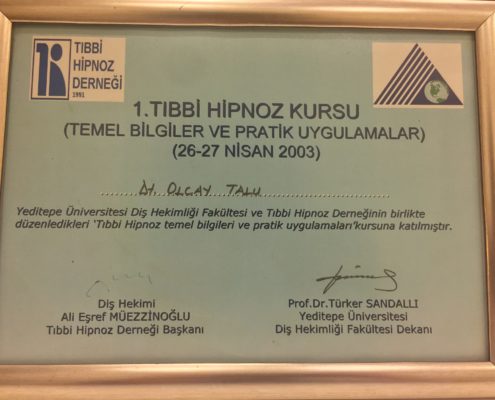 TIBBİ
HİPNOZ
DERNEĞİ
1991
1.TIBBİ HİPNOZ KURSU
(TEMEL BİLGİLER VE PRATİK UYGULAMALAR)
(26-27 NİSAN 2003)
Dt. OLCAY TALU
Yeditepe Üniversitesi Diş Hekimliği Fakültesi ve Tıbbi Hipnoz Derneğinin birlikte
düzenledikleri 'Tıbbi Hipnoz temel bilgileri ve pratik uygulamaları'kursuna katılmıştır.
Diş Hekimi
Ali Eşref MÜEZZİNOĞLU
Tıbbi Hipnoz Derneği Başkanı
Prof.Dr.Türker SANDALLI
Yeditepe Üniversitesi
Diş Hekimliği Fakültesi Dekanı